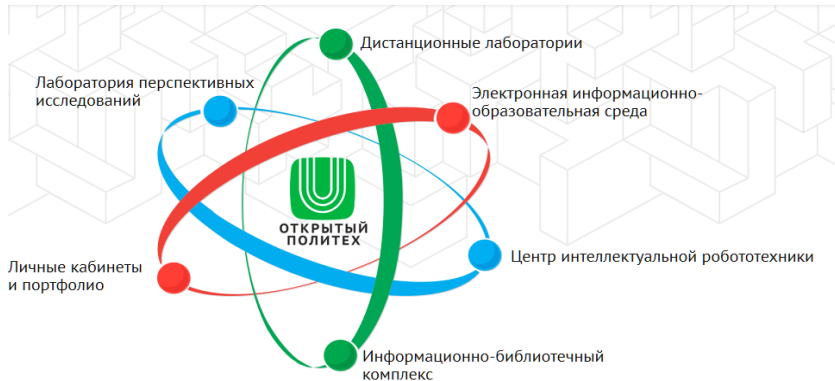 Дистанционные лаборатории
Лаборатория перспективных
исследований
Электронная информационно-
образовательная среда
ОТКРЫТЫЙ
ПОЛИТЕХ
Личные кабинеты
и портфолио
Центр интеллектуальной робототехники
Информационно-библиотечный
комплекс